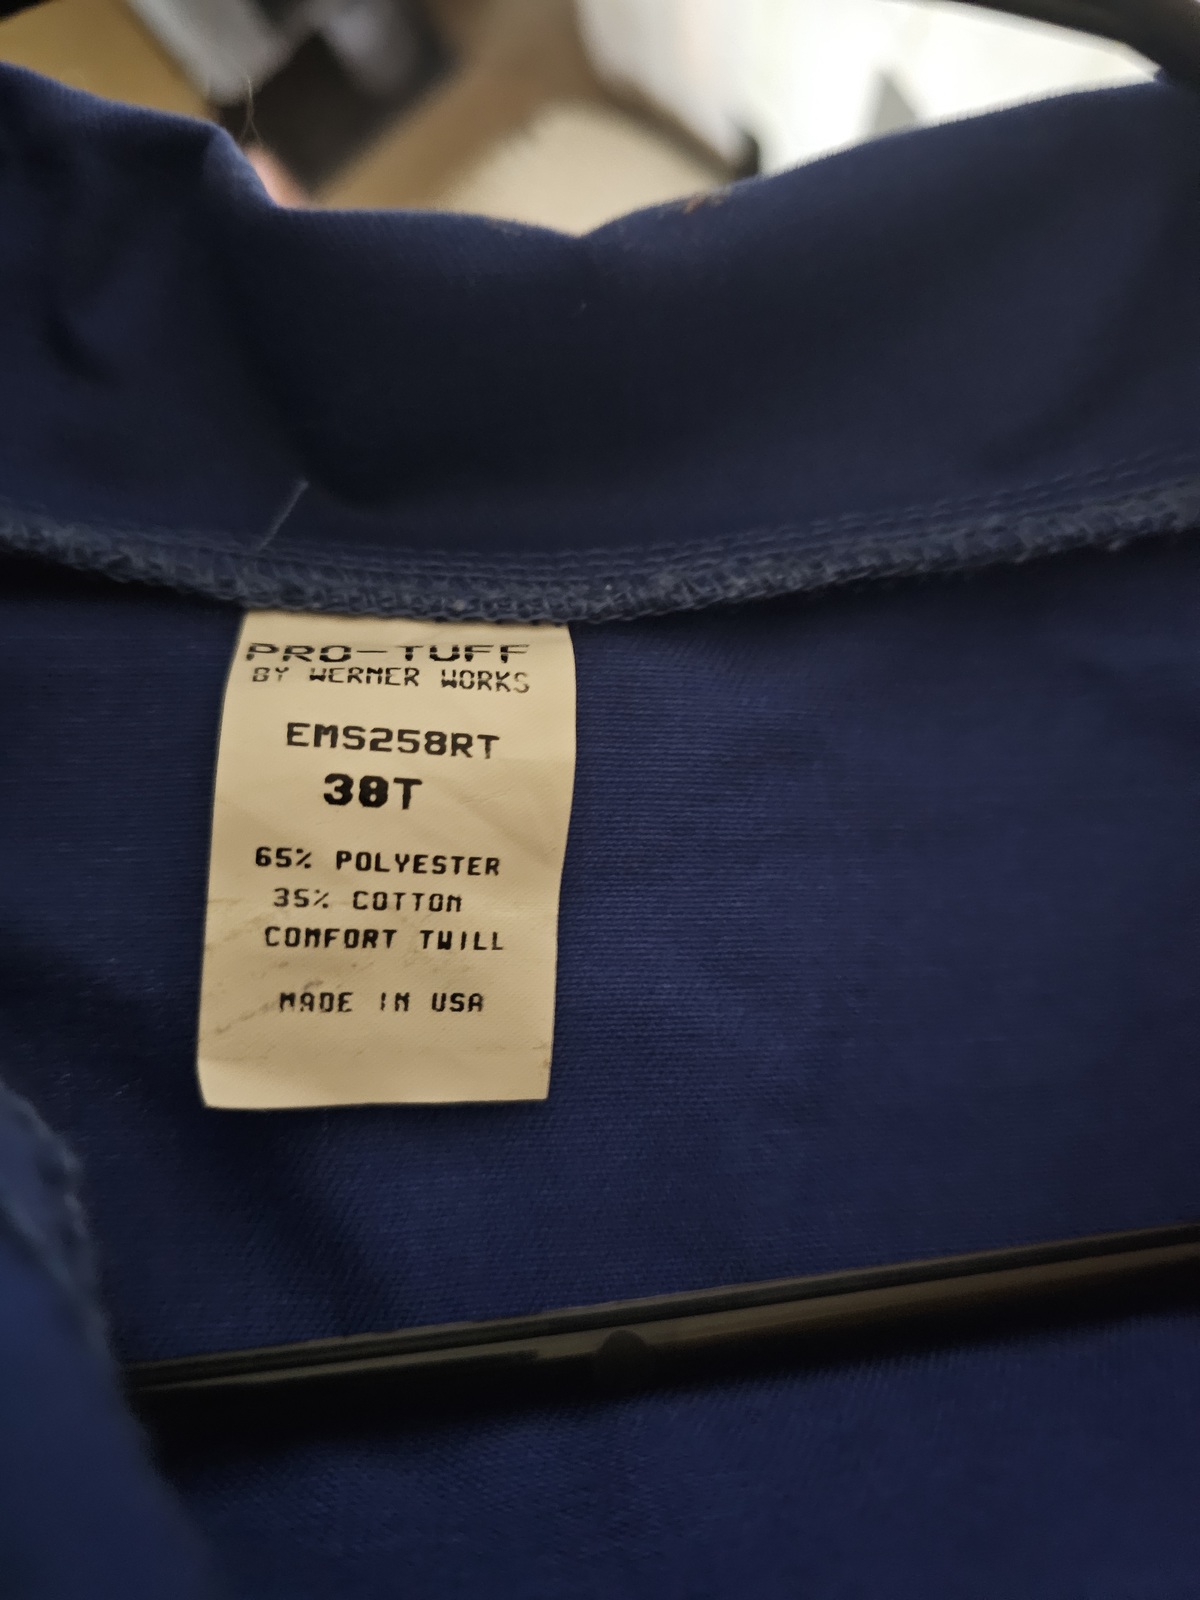 PRO-TUFF
BY WERNER WORKS
EMS258RT
38T
65% POLYESTER
35% COTTON
COMFORT TWILL
MADE IN USA